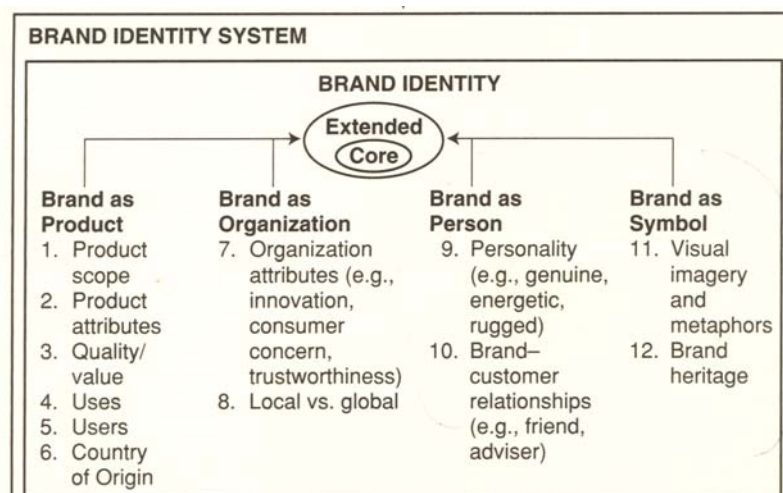 BRAND IDENTITY SYSTEM
BRAND IDENTITY
Extended
Core
Brand as
Product
1. Product
scope
2. Product
attributes
3. Quality/
value
4. Uses
5. Users
6. Country
of Origin
Brand as
Organization
7. Organization
attributes (e.g.,
innovation,
consumer
concern,
trustworthiness)
8. Local vs. global
Brand as
Person
9. Personality
(e.g., genuine,
energetic,
rugged)
10. Brand–
customer
relationships
(e.g., friend,
adviser)
Brand as
Symbol
11. Visual
imagery
and
metaphors
12. Brand
heritage